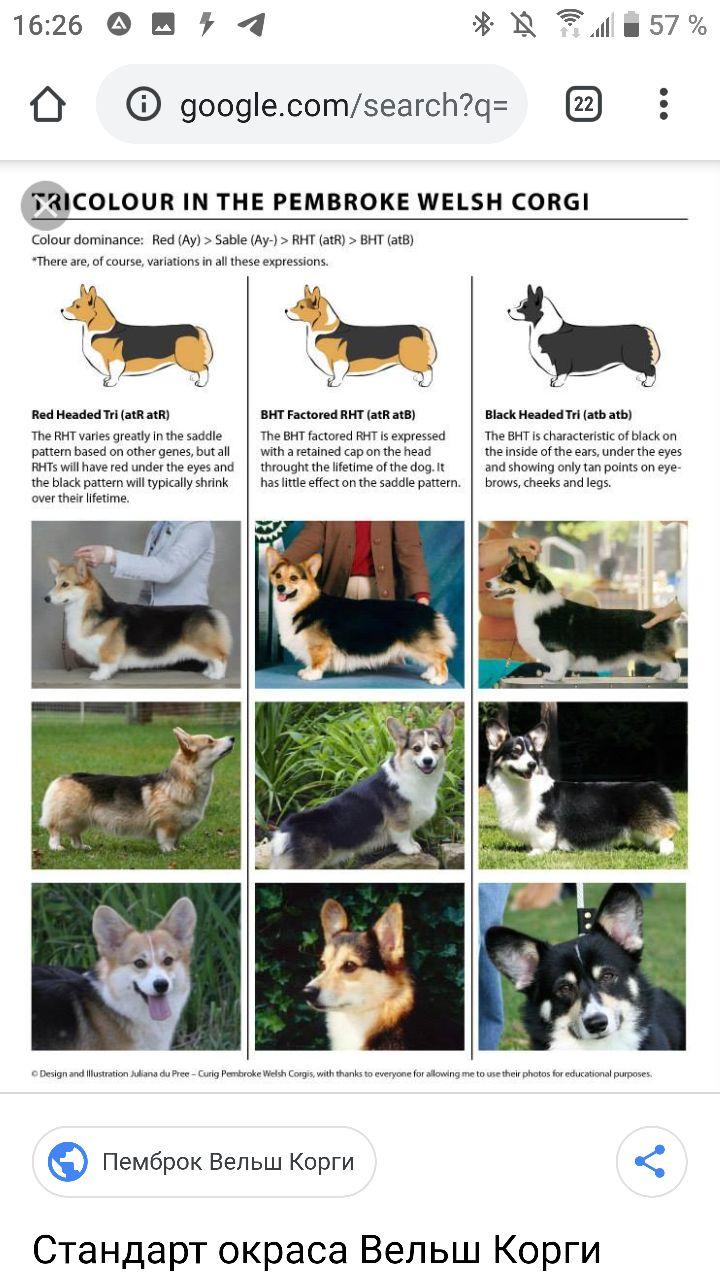 16:26
57 %
google.com/search?q=
22
TRICOLOUR IN THE PEMBROKE WELSH CORGI
Colour dominance: Red (Ay) > Sable (Ay-) > RHT (atR) > BHT (atB)
*There are, of course, variations in all these expressions.
Red Headed Tri (atR atR)
The RHT varies greatly in the saddle
pattern based on other genes, but all
RHTs will have red under the eyes and
the black pattern will typically shrink
over their lifetime.
BHT Factored RHT (atR atB)
The BHT factored RHT is expressed
with a retained cap on the head
throught the lifetime of the dog. It
has little effect on the saddle pattern.
Black Headed Tri (atb atb)
The BHT is characteristic of black on
the inside of the ears, under the eyes
and showing only tan points on eye-
brows, cheeks and legs.
© Design and Illustration Juliana du Pree – Curig Pembroke Welsh Corgis, with thanks to everyone for allowing me to use their photos for educational purposes.
Пемброк Вельш Корги
Стандарт окраса Вельш Корги